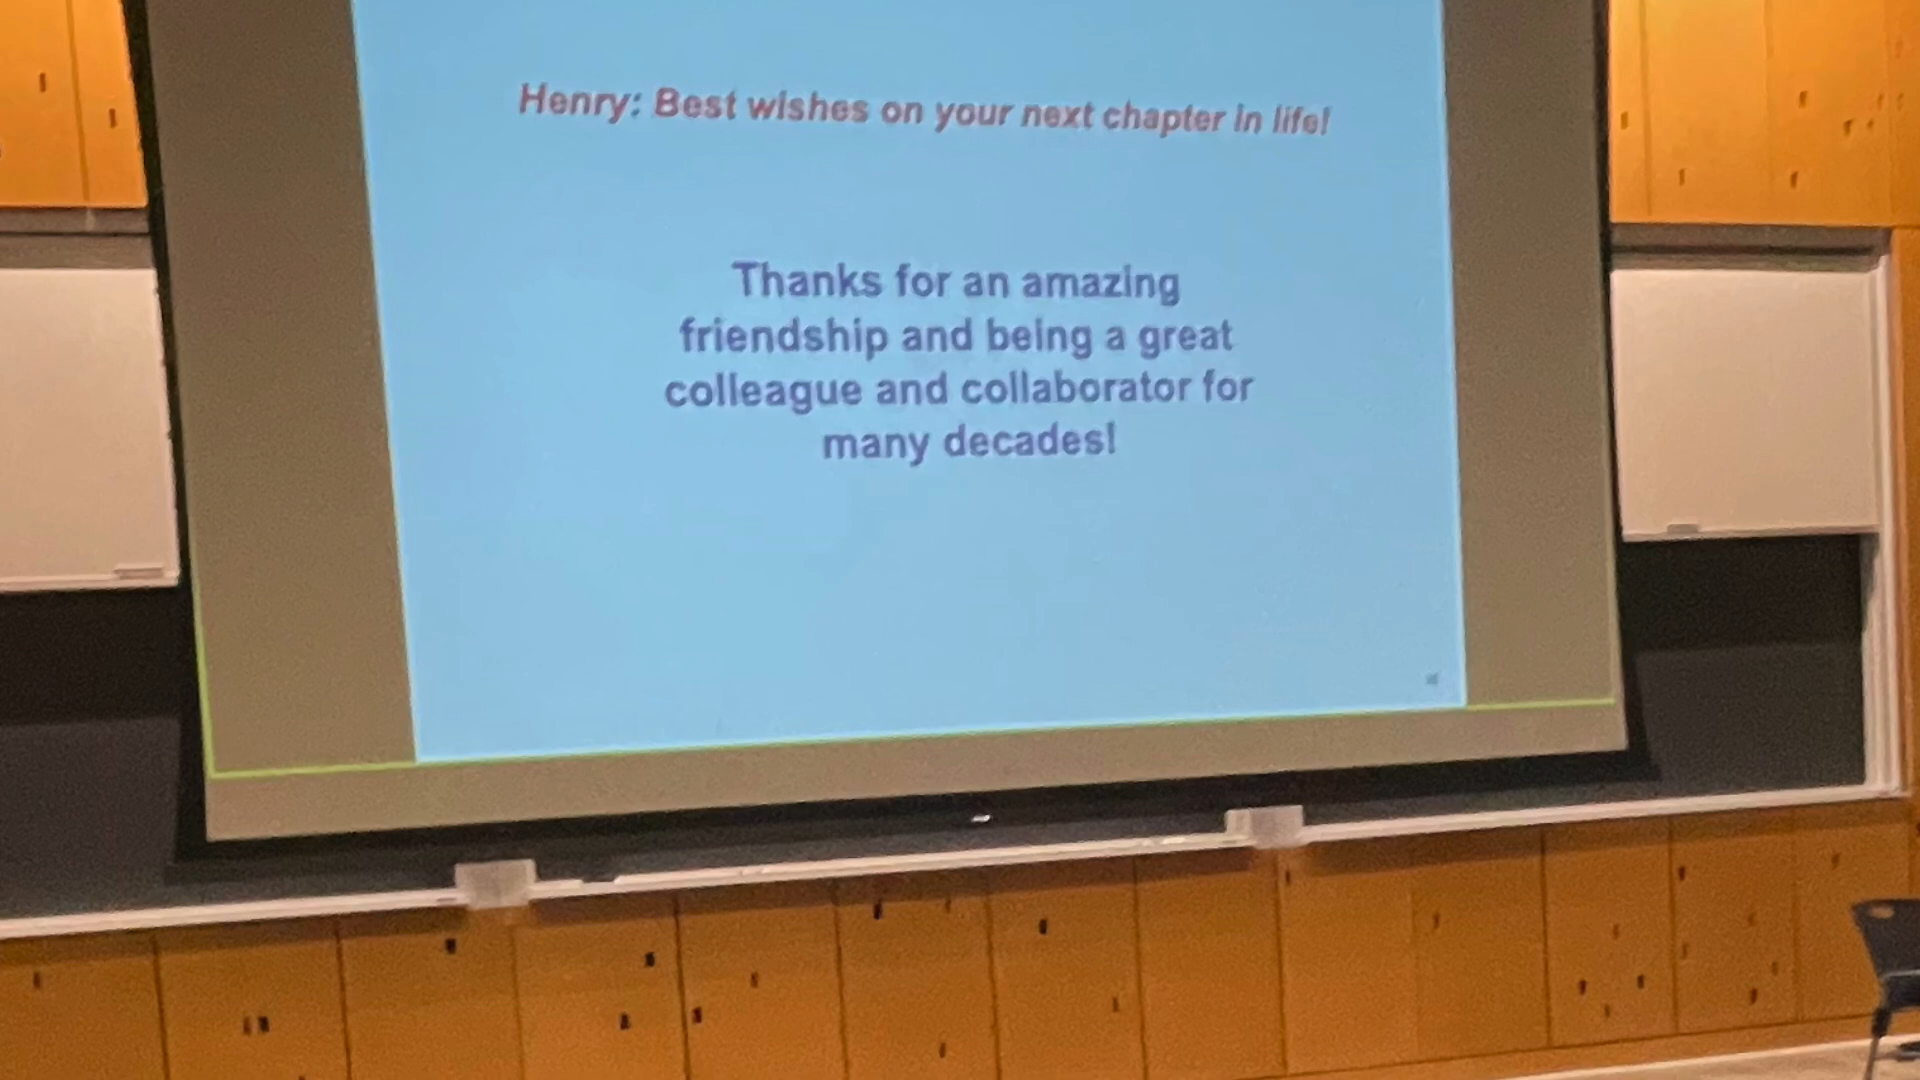 Henry: Best wishes on your next chapter in life!
Thanks for an amazing
friendship and being a great
colleague and collaborator for
many decades!